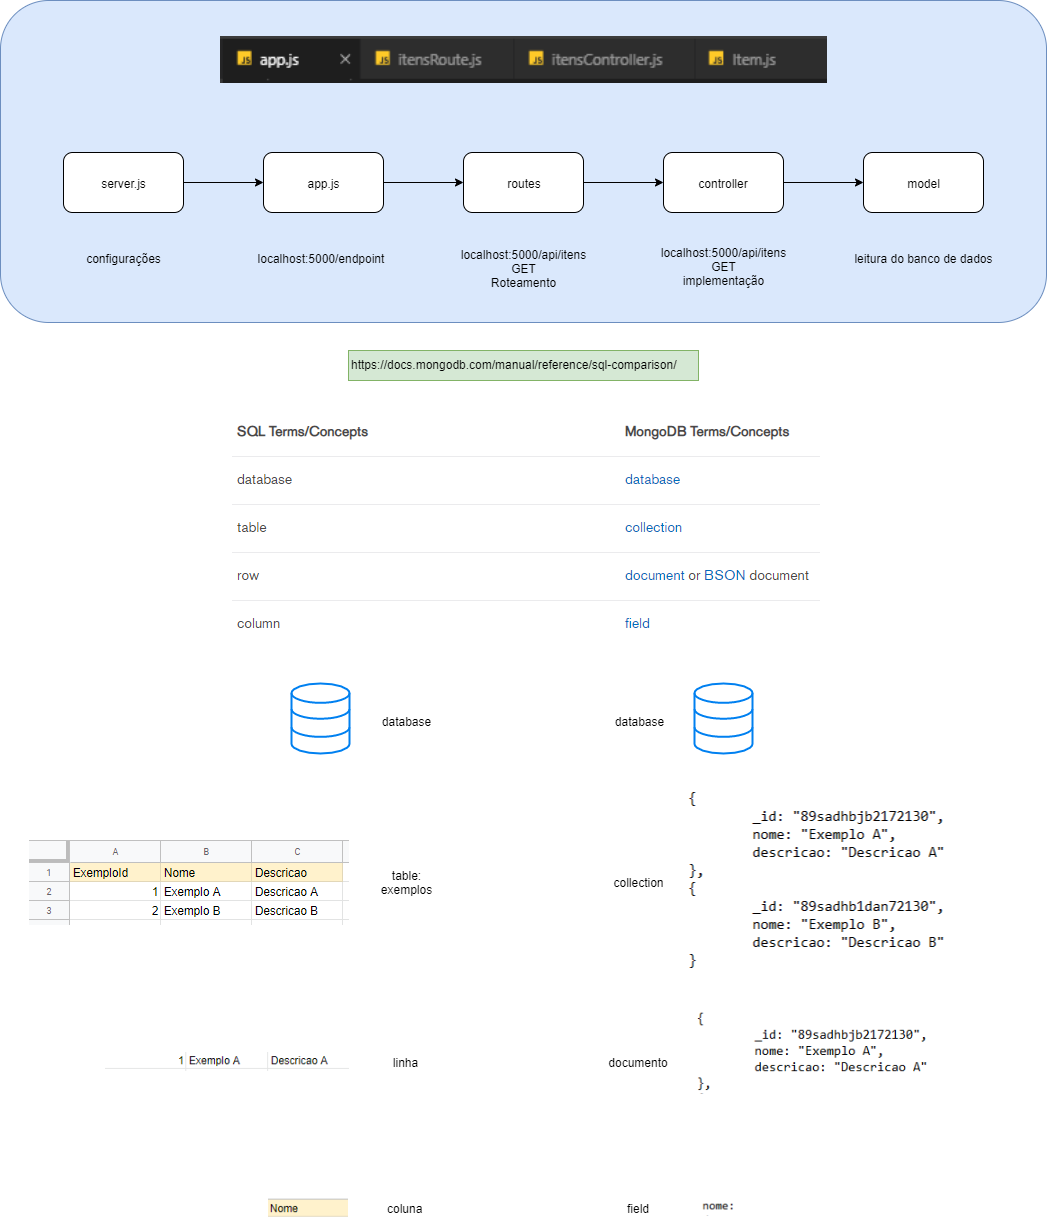 app.js
itensRoute.js
itensController.js
Item.js
server.js
app.js
routes
controller
model
configurações
localhost:5000/endpoint
localhost:5000/api/itens
GET
Roteamento
localhost:5000/api/itens
GET
implementação
leitura do banco de dados
https://docs.mongodb.com/manual/reference/sql-comparison/
SQL Terms/Concepts MongoDB Terms/Concepts
database database
table collection
row document or BSON document
column field
database
database
A B C
1 ExemploId Nome Descricao
2 1 Exemplo A Descricao A
3 2 Exemplo B Descricao B
table:
exemplos
collection
{
_id: "89sadhbjb2172130",
nome: "Exemplo A",
descricao: "Descricao A"
},
{
_id: "89sadhb1dan72130",
nome: "Exemplo B",
descricao: "Descricao B"
}
1 Exemplo A Descricao A
linha
documento
{
_id: "89sadhbjb2172130",
nome: "Exemplo A",
descricao: "Descricao A"
},
Nome
coluna
field
nome: